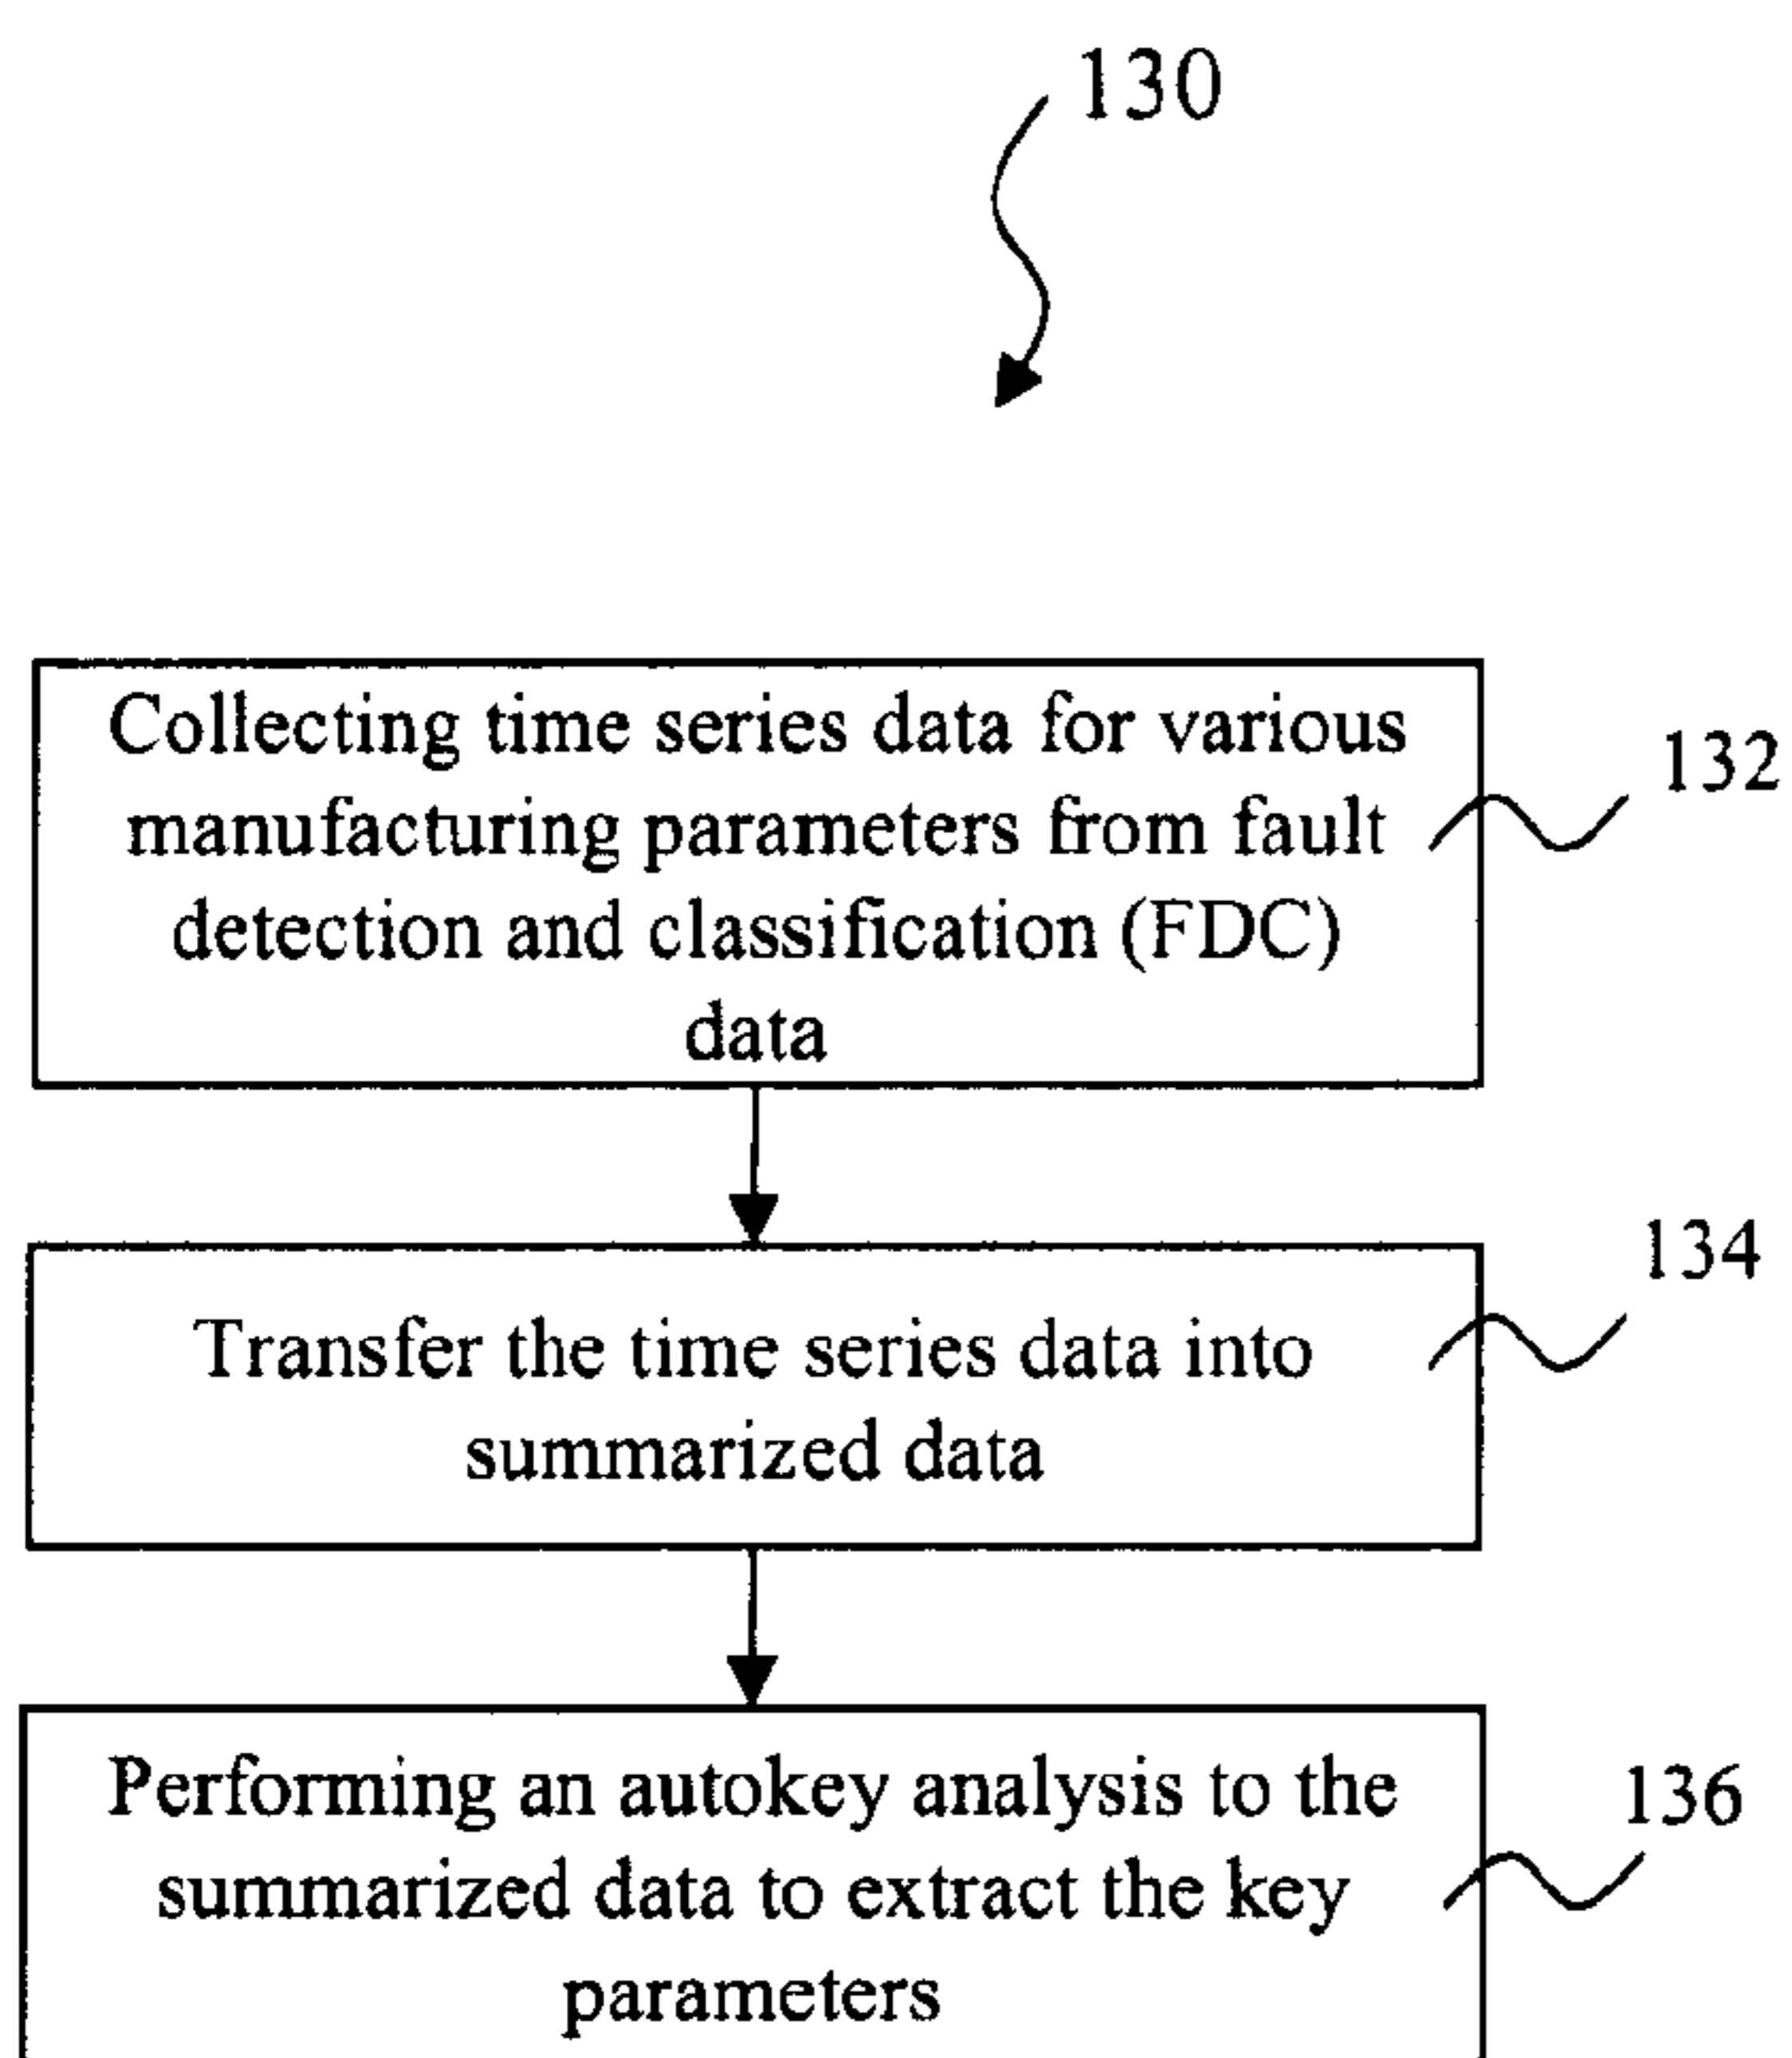 130
Collecting time series data for various
manufacturing parameters from fault
detection and classification (FDC)
data
132
Transfer the time series data into
summarized data
134
Performing an autokey analysis to the
summarized data to extract the key
parameters
136